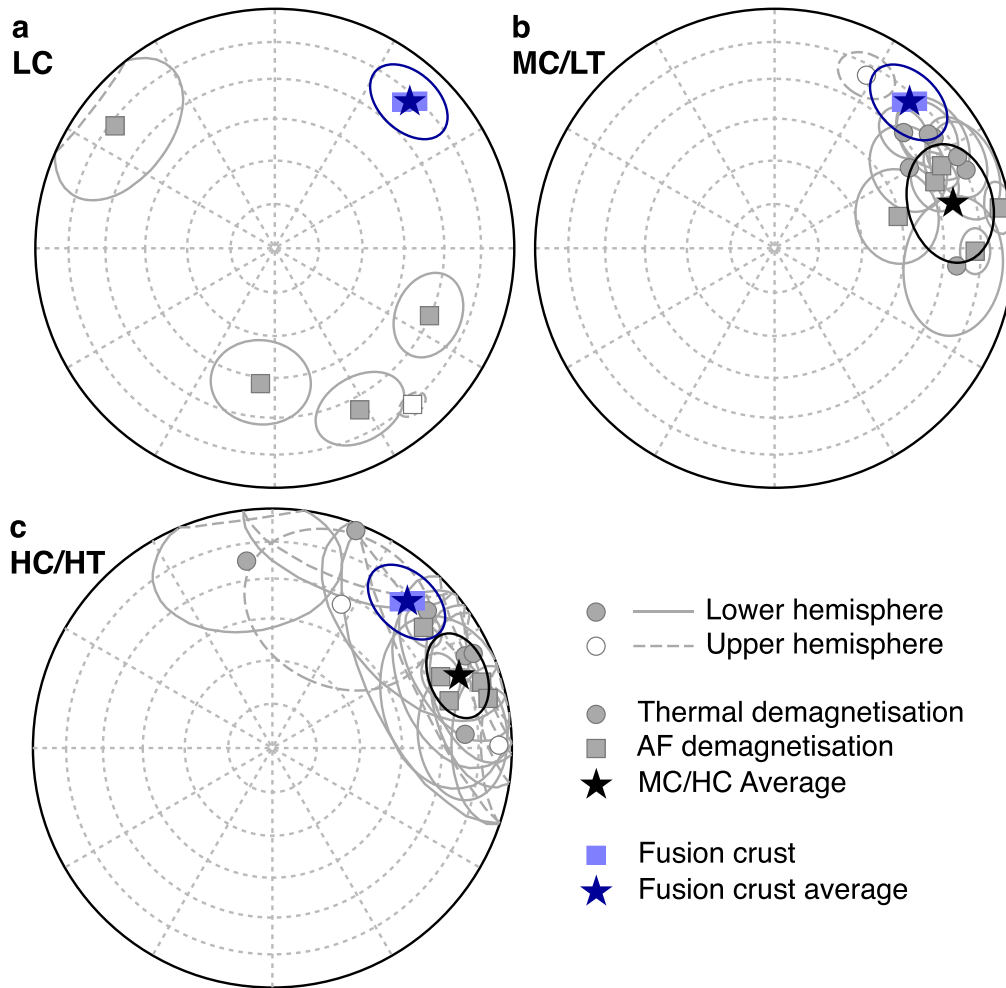 a
LC
b
MC/LT
c
HC/HT
Lower hemisphere
Upper hemisphere
Thermal demagnetisation
AF demagnetisation
MC/HC Average
Fusion crust
Fusion crust average